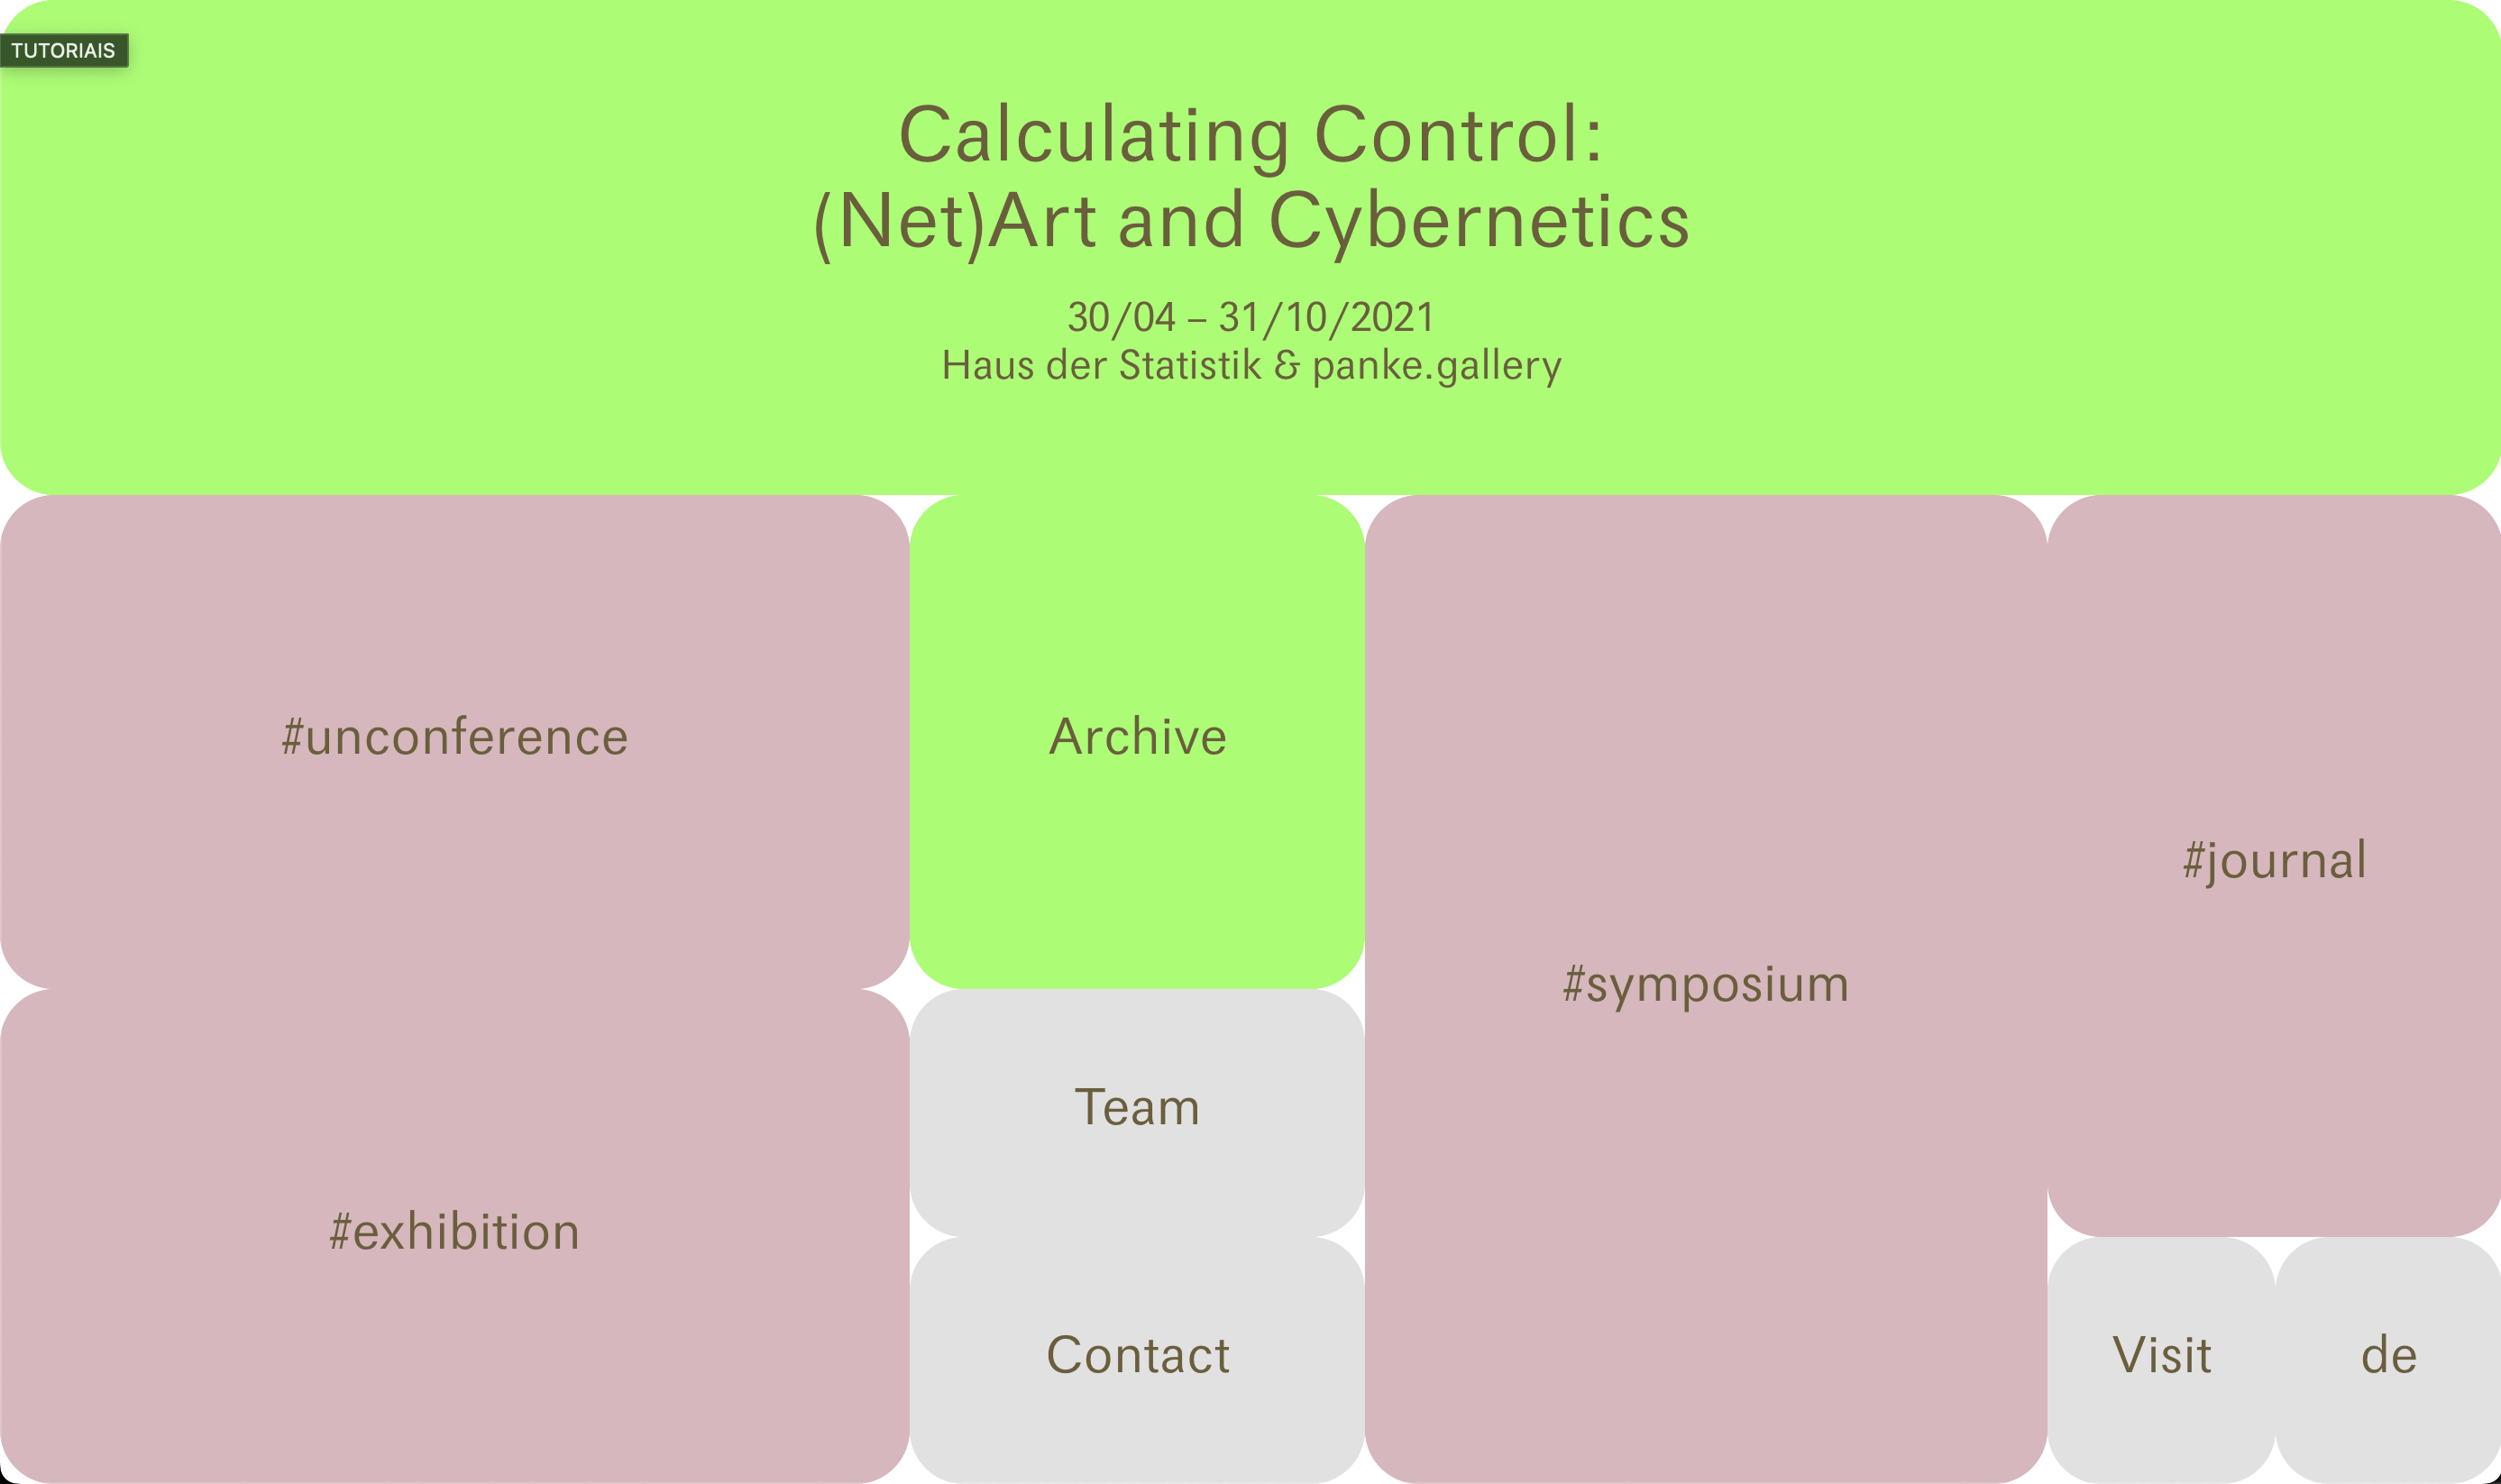 TUTORIAIS
Calculating Control:
(Net)Art and Cybernetics
30/04 – 31/10/2021
Haus der Statistik & panke.gallery
#unconference
Archive
#symposium
#journal
#exhibition
Team
Contact
Visit
de